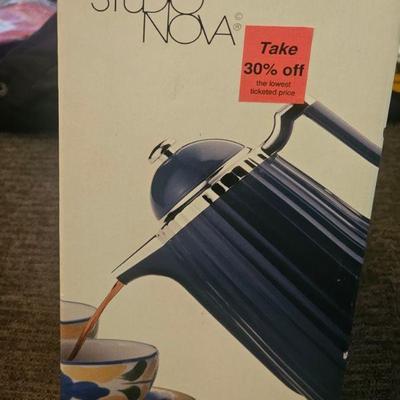 STUDIO
NOVA©®
Take
30% off
the lowest
ticketed price